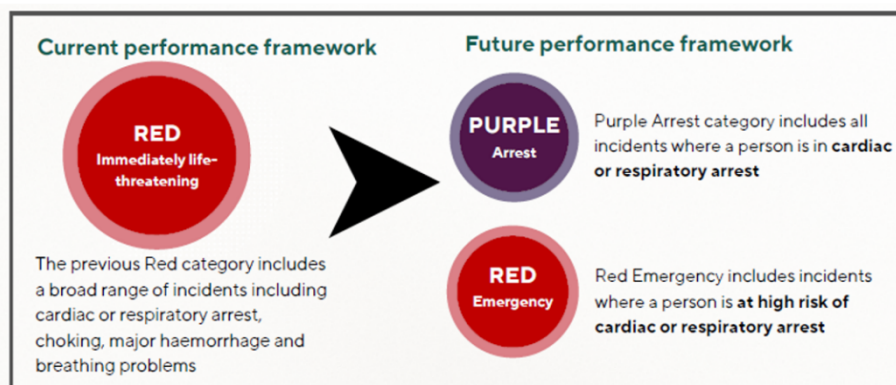 Current performance framework
RED
Immediately life-
threatening
The previous Red category includes
a broad range of incidents including
cardiac or respiratory arrest,
choking, major haemorrhage and
breathing problems
Future performance framework
PURPLE
Arrest
Purple Arrest category includes all
incidents where a person is in cardiac
or respiratory arrest
RED
Emergency
Red Emergency includes incidents
where a person is at high risk of
cardiac or respiratory arrest